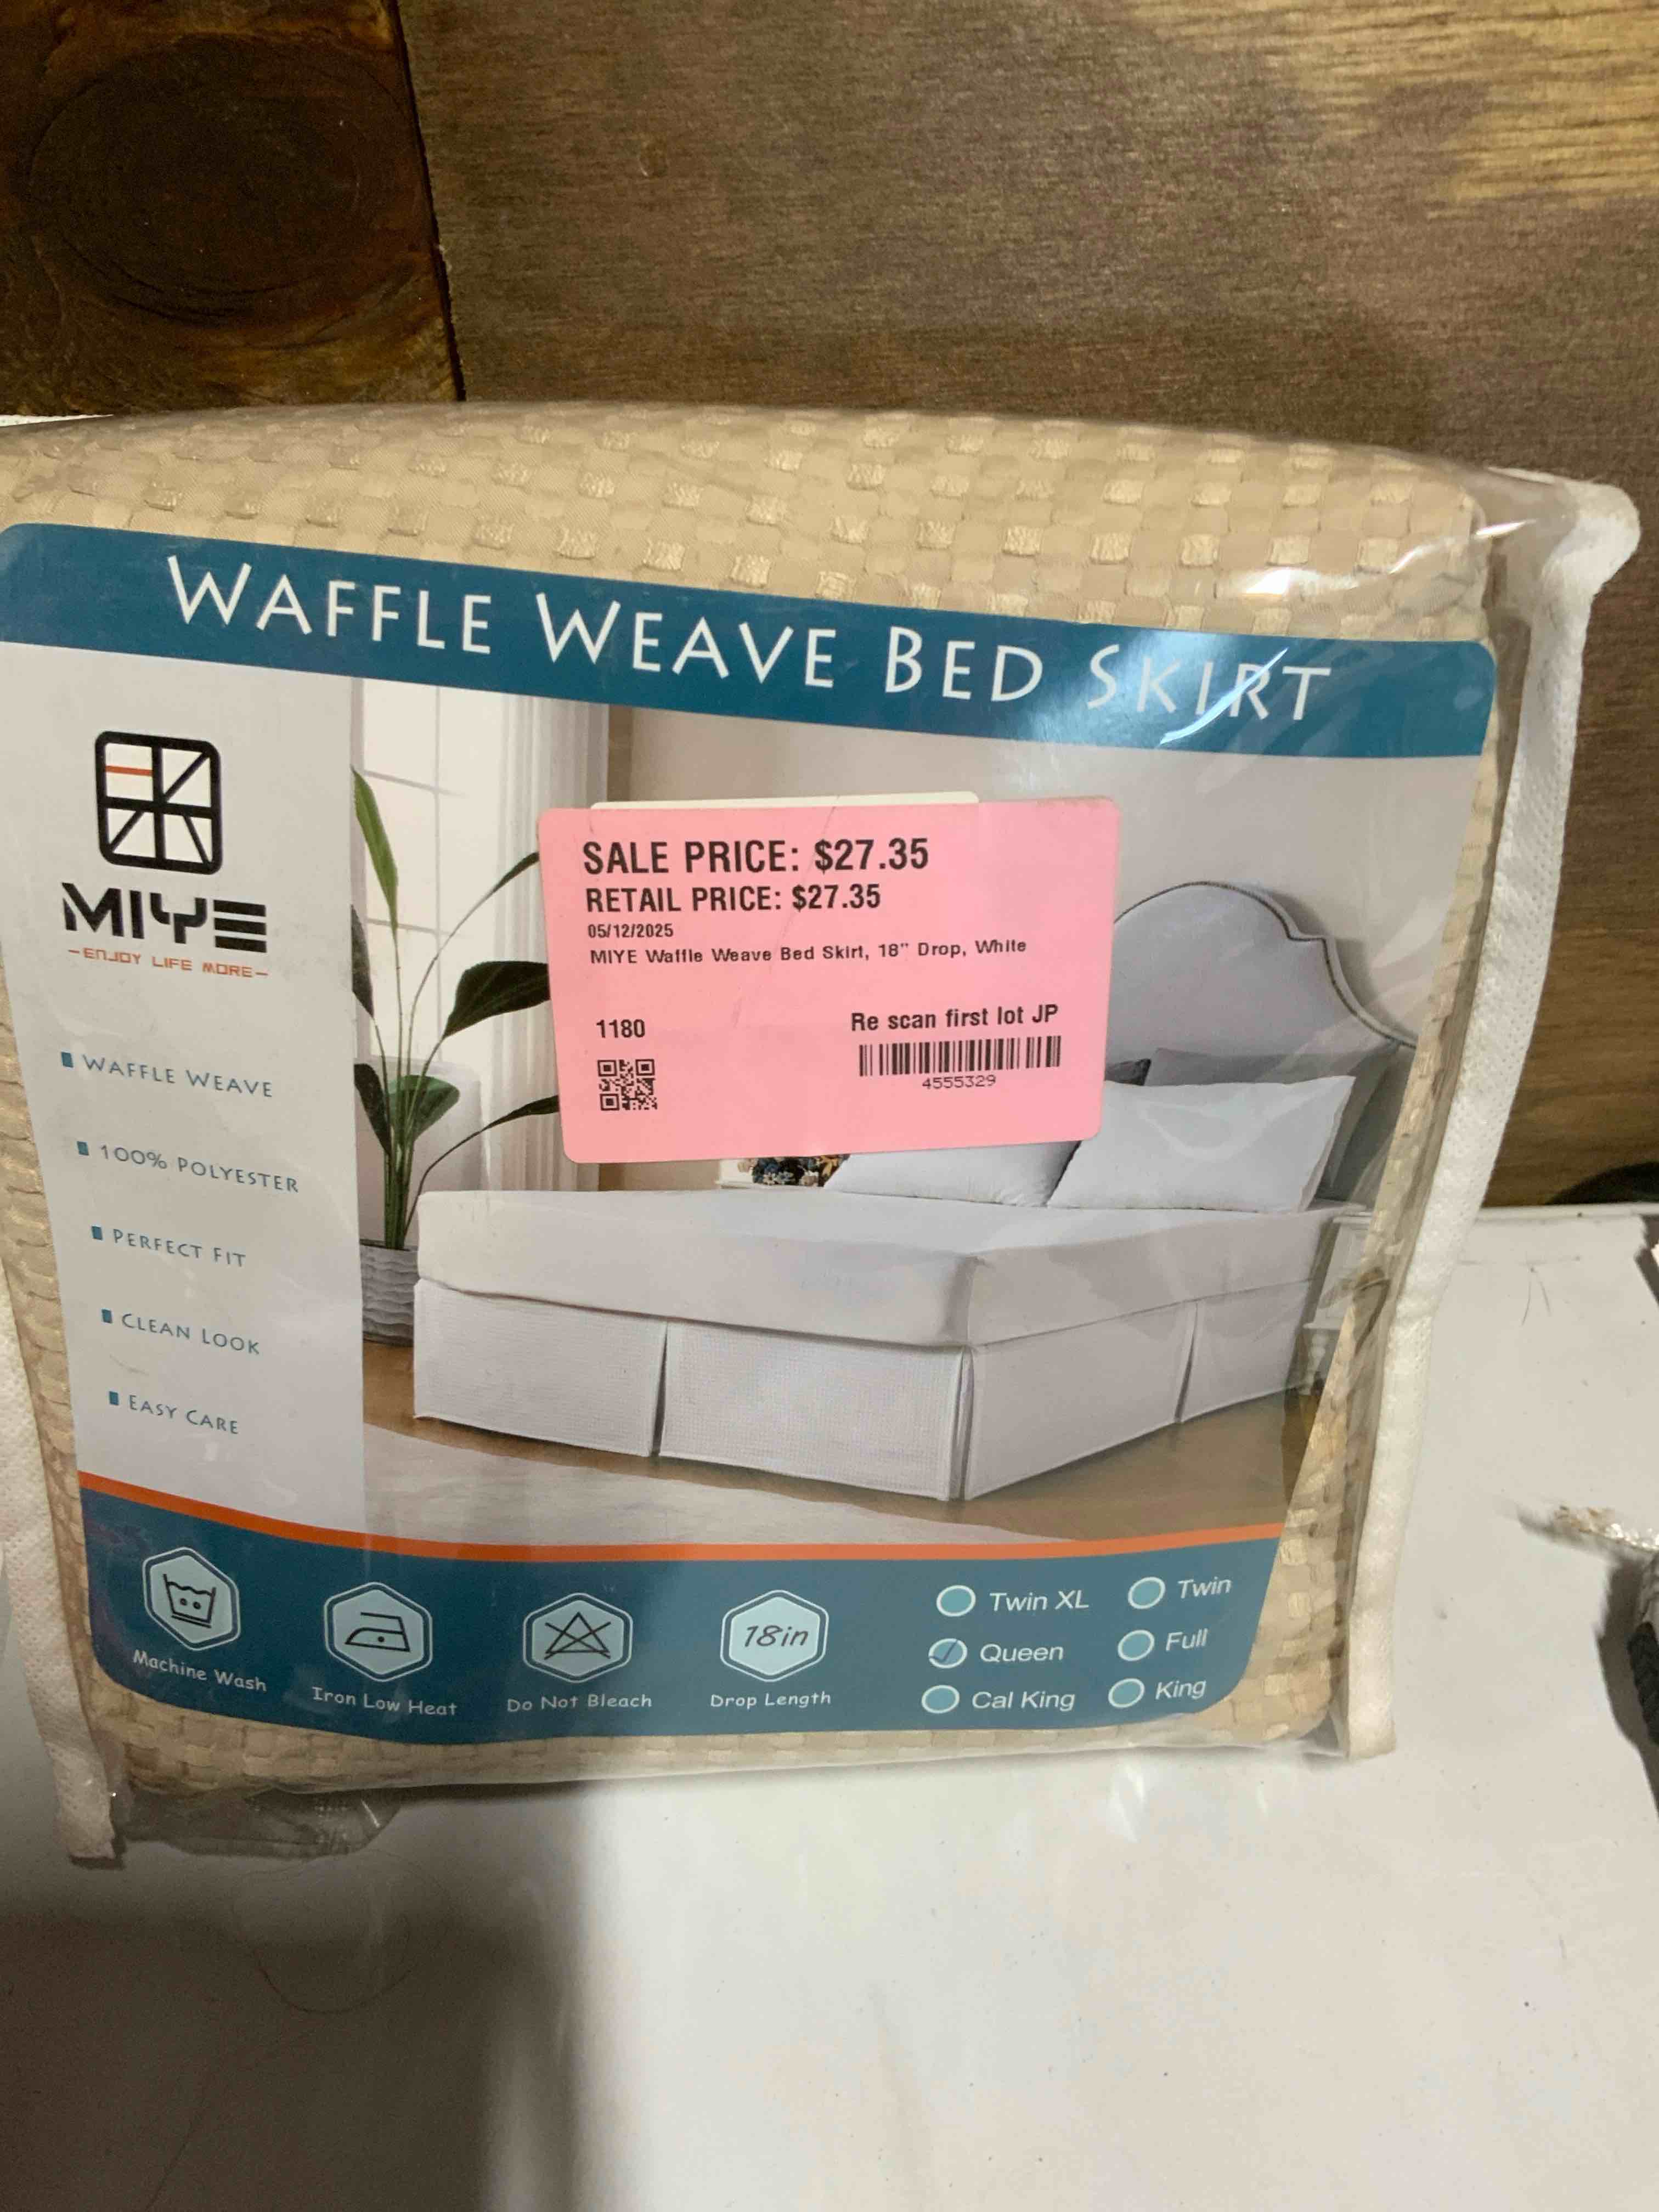 WAFFLE WEAVE BED SKIRT
MIYE
-ENJOY LIFE MORE-
WAFFLE WEAVE
100% POLYESTER
PERFECT FIT
CLEAN LOOK
EASY CARE
SALE PRICE: $27.35
RETAIL PRICE: $27.35
05/12/2025
MIYE Waffle Weave Bed Skirt, 18" Drop, White
1180
Re scan first lot JP
4555329
Machine Wash
Iron Low Heat
Do Not Bleach
18in
Drop Length
Twin XL
Twin
Queen
Full
Cal King
King